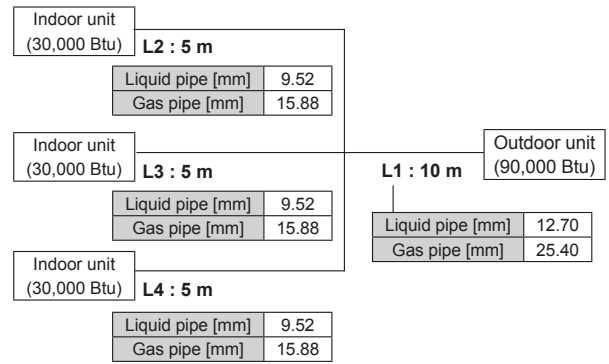 Indoor unit
(30,000 Btu)
L2 : 5 m
Liquid pipe [mm] 9.52
Gas pipe [mm] 15.88
Indoor unit
(30,000 Btu)
L3 : 5 m
Liquid pipe [mm] 9.52
Gas pipe [mm] 15.88
Outdoor unit
(90,000 Btu)
L1 : 10 m
Liquid pipe [mm] 12.70
Gas pipe [mm] 25.40
Indoor unit
(30,000 Btu)
L4 : 5 m
Liquid pipe [mm] 9.52
Gas pipe [mm] 15.88